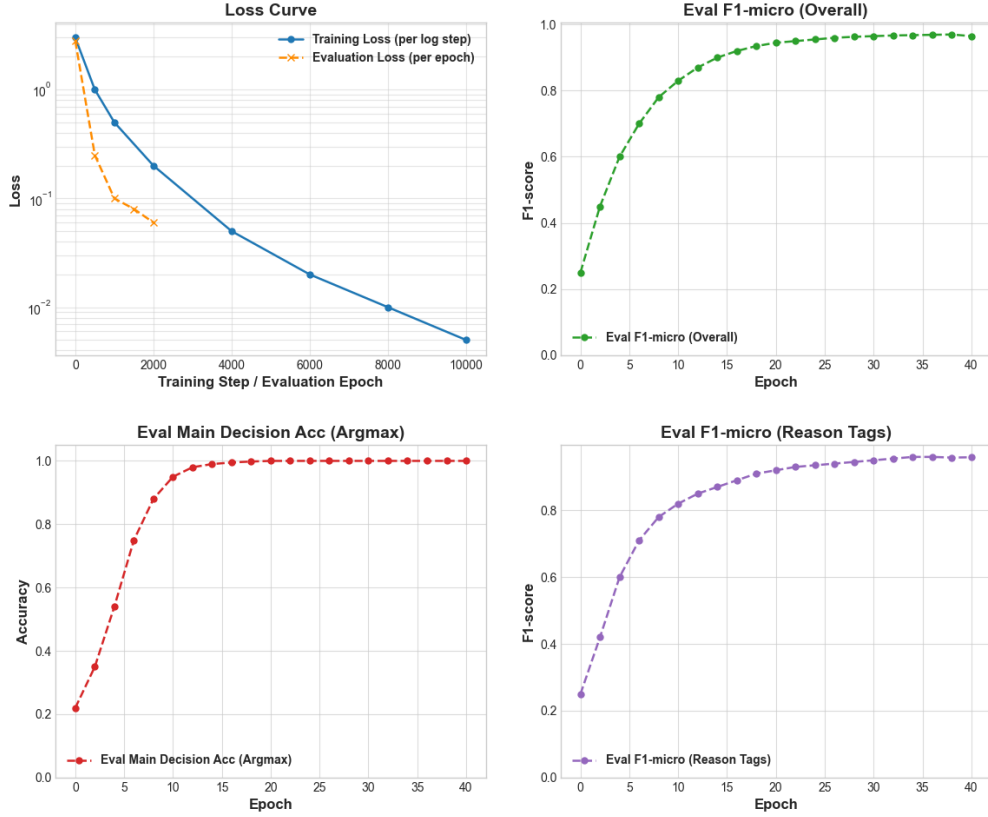 Loss Curve
Training Loss (per log step)
Evaluation Loss (per epoch)
10⁰
10⁻¹
10⁻²
Loss
0 2000 4000 6000 8000 10000
Training Step / Evaluation Epoch
Eval F1-micro (Overall)
1.0
0.8
0.6
0.4
0.2
0.0
F1-score
Eval F1-micro (Overall)
0 5 10 15 20 25 30 35 40
Epoch
Eval Main Decision Acc (Argmax)
1.0
0.8
0.6
0.4
0.2
0.0
Accuracy
Eval Main Decision Acc (Argmax)
0 5 10 15 20 25 30 35 40
Epoch
Eval F1-micro (Reason Tags)
1.0
0.8
0.6
0.4
0.2
0.0
F1-score
Eval F1-micro (Reason Tags)
0 5 10 15 20 25 30 35 40
Epoch